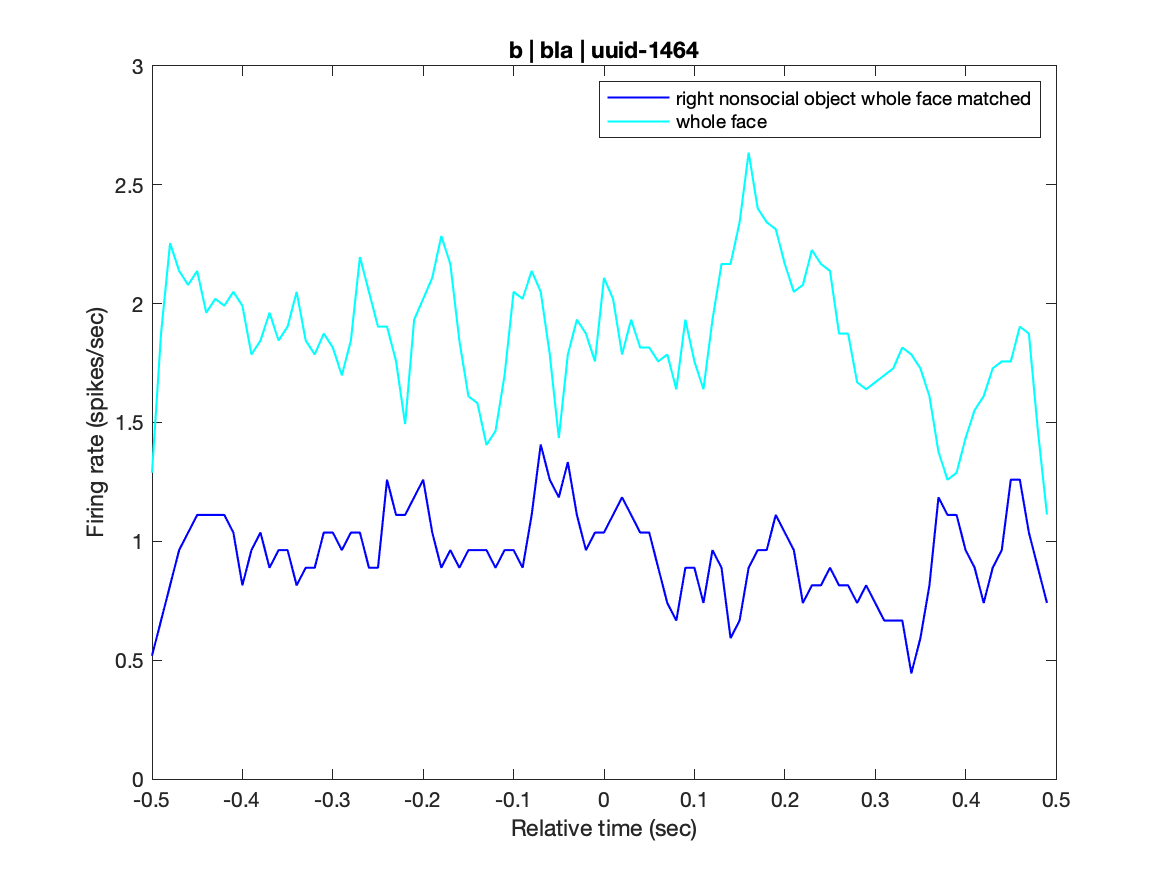 b | bla | uuid-1464
right nonsocial object whole face matched
whole face
3
2.5
2
1.5
1
0.5
0
Firing rate (spikes/sec)
-0.5 -0.4 -0.3 -0.2 -0.1 0 0.1 0.2 0.3 0.4 0.5
Relative time (sec)